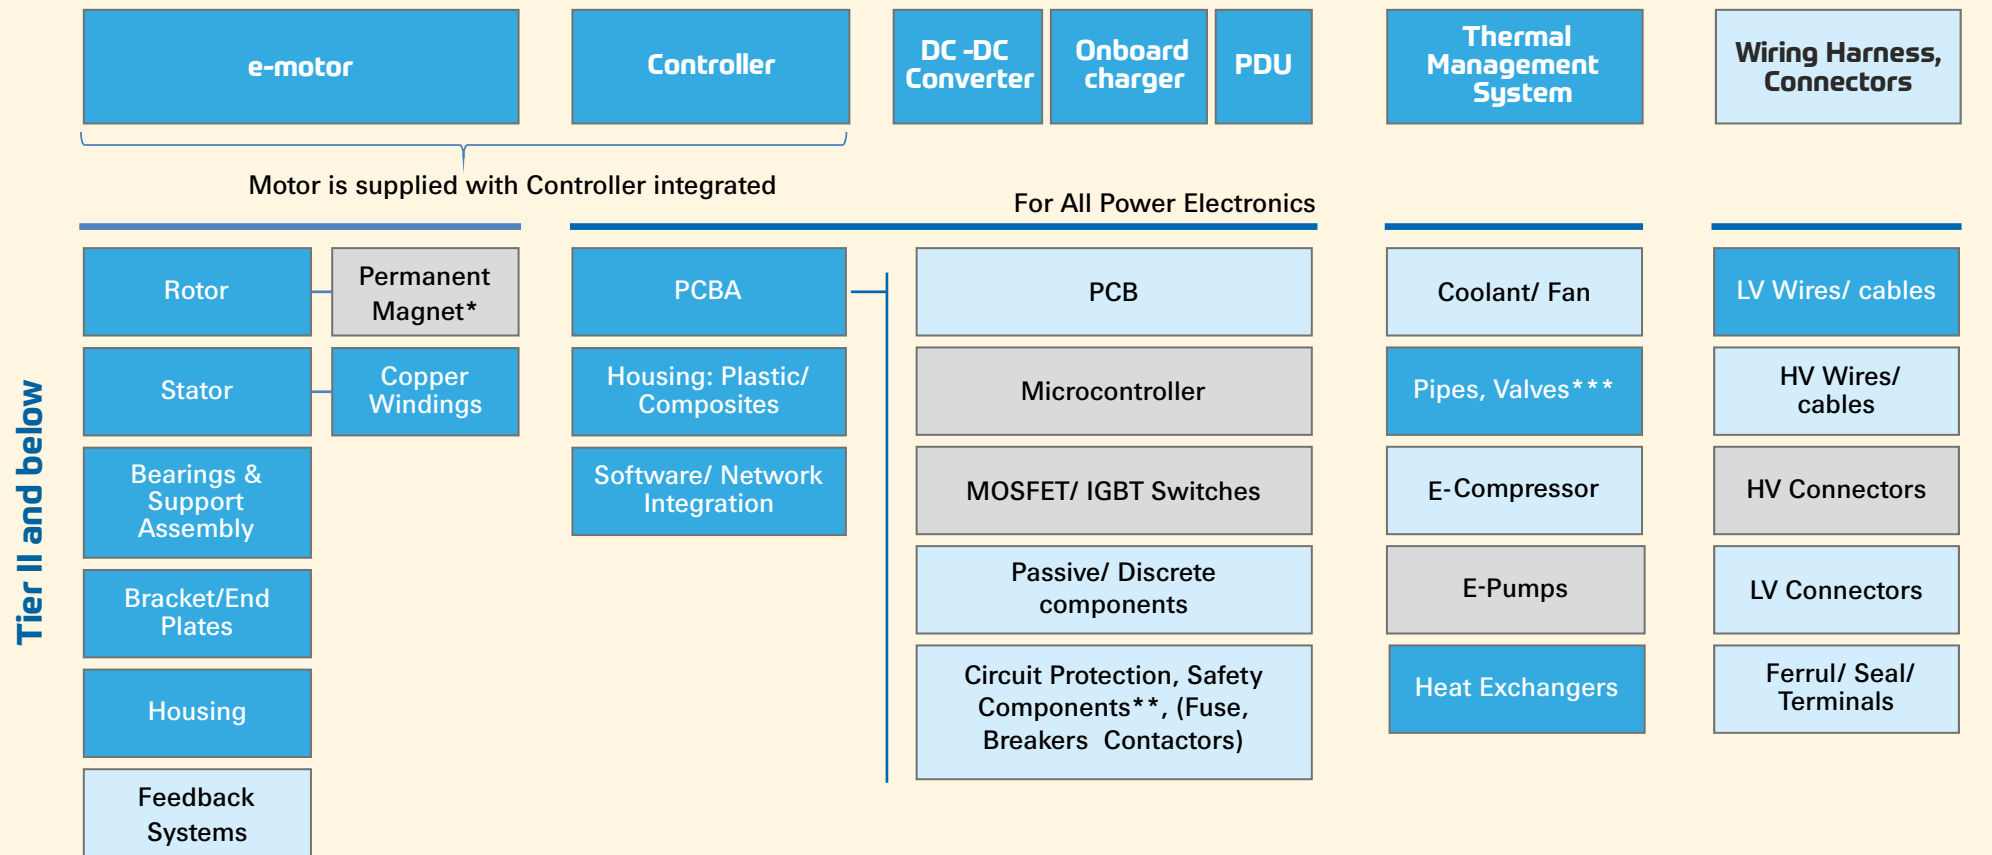 e-motor
Controller
DC -DC
Converter
Onboard
charger
PDU
Thermal
Management
System
Wiring Harness,
Connectors
Motor is supplied with Controller integrated
For All Power Electronics
Tier II and below
Rotor
Permanent
Magnet*
Stator
Copper
Windings
Bearings &
Support
Assembly
Bracket/End
Plates
Housing
Feedback
Systems
PCBA
Housing: Plastic/
Composites
Software/ Network
Integration
PCB
Microcontroller
MOSFET/ IGBT Switches
Passive/ Discrete
components
Circuit Protection, Safety
Components**, (Fuse,
Breakers Contactors)
Coolant/ Fan
Pipes, Valves***
E-Compressor
E-Pumps
Heat Exchangers
LV Wires/ cables
HV Wires/
cables
HV Connectors
LV Connectors
Ferrul/ Seal/
Terminals